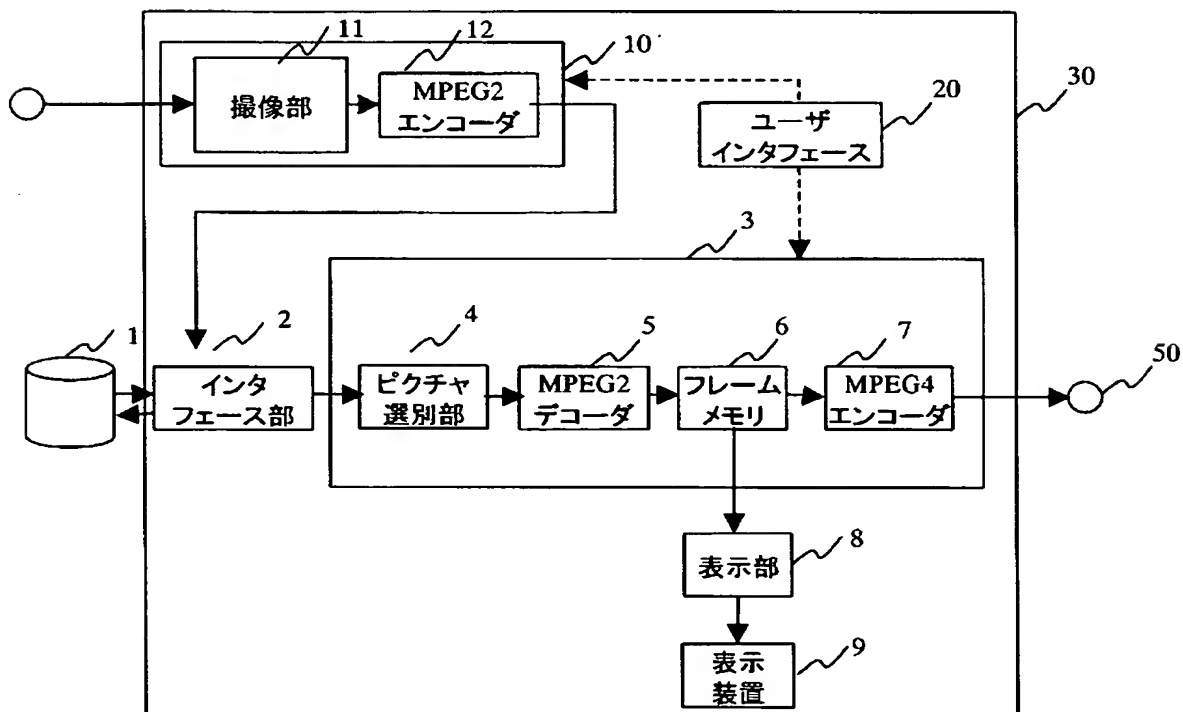 11
12
10
撮像部
MPEG2
エンコーダ
20
30
ユーザ
インタフェース
3
1
2
4
5
6
7
50
インタ
フェース部
ピクチャ
選別部
MPEG2
デコーダ
フレーム
メモリ
MPEG4
エンコーダ
8
表示部
9
表示
装置